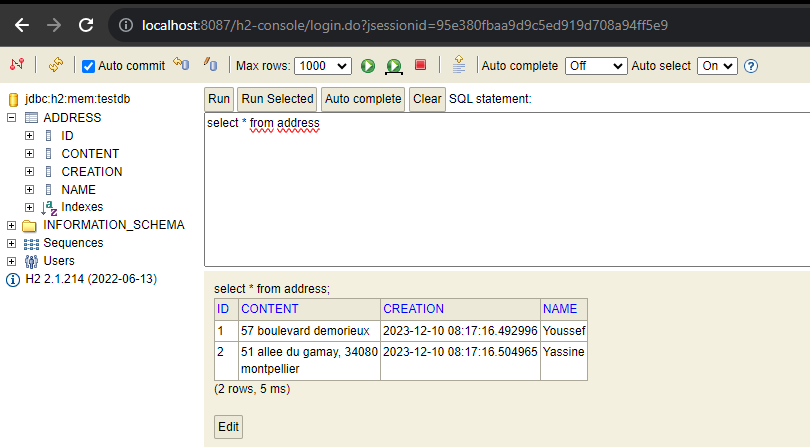 localhost:8087/h2-console/login.do?jsessionid=95e380fbaa9d9c5ed919d708a94ff5e9
Auto commit Max rows: 1000 Auto complete Off Auto select On ?
jdbc:h2:mem:testdb
ADDRESS
ID
CONTENT
CREATION
NAME
Indexes
INFORMATION_SCHEMA
Sequences
Users
H2 2.1.214 (2022-06-13)
Run Run Selected Auto complete Clear SQL statement:
select * from address
select * from address;
ID CONTENT CREATION NAME
1 57 boulevard demorieux 2023-12-10 08:17:16.492996 Youssef
2 51 allee du gamay, 34080 2023-12-10 08:17:16.504965 Yassine
montpellier
(2 rows, 5 ms)
Edit